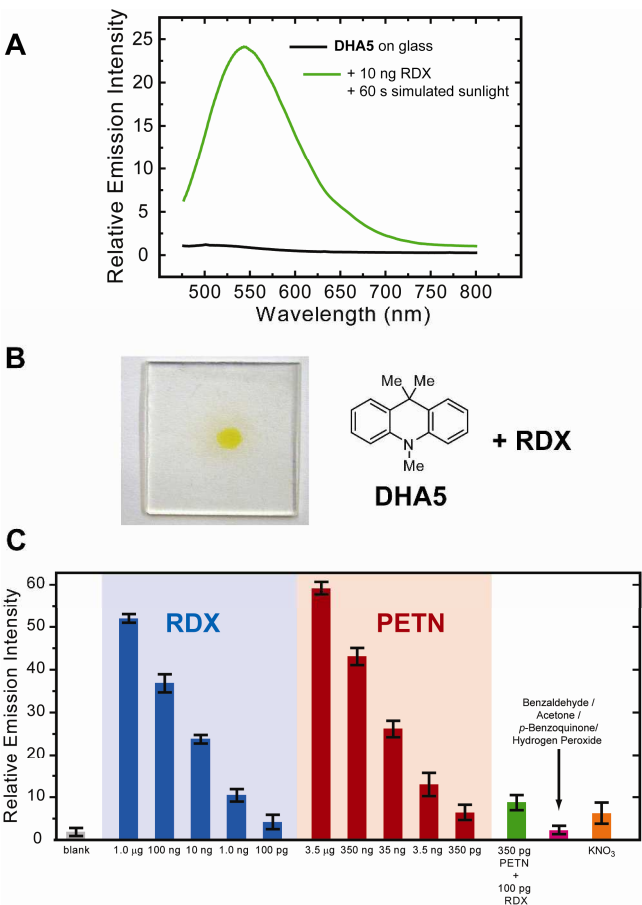 A
Relative Emission Intensity
25
20
15
10
5
0
DHA5 on glass
+ 10 ng RDX
+ 60 s simulated sunlight
500 550 600 650 700 750 800
Wavelength (nm)
B
Me Me
N
Me
DHA5
+ RDX
C
Relative Emission Intensity
60
50
40
30
20
10
0
RDX
PETN
Benzaldehyde /
Acetone /
p-Benzoquinone/
Hydrogen Peroxide
blank 1.0 µg 100 ng 10 ng 1.0 ng 100 pg 3.5 µg 350 ng 35 ng 3.5 ng 350 pg 350 pg KNO₃
PETN
+
100 pg
RDX